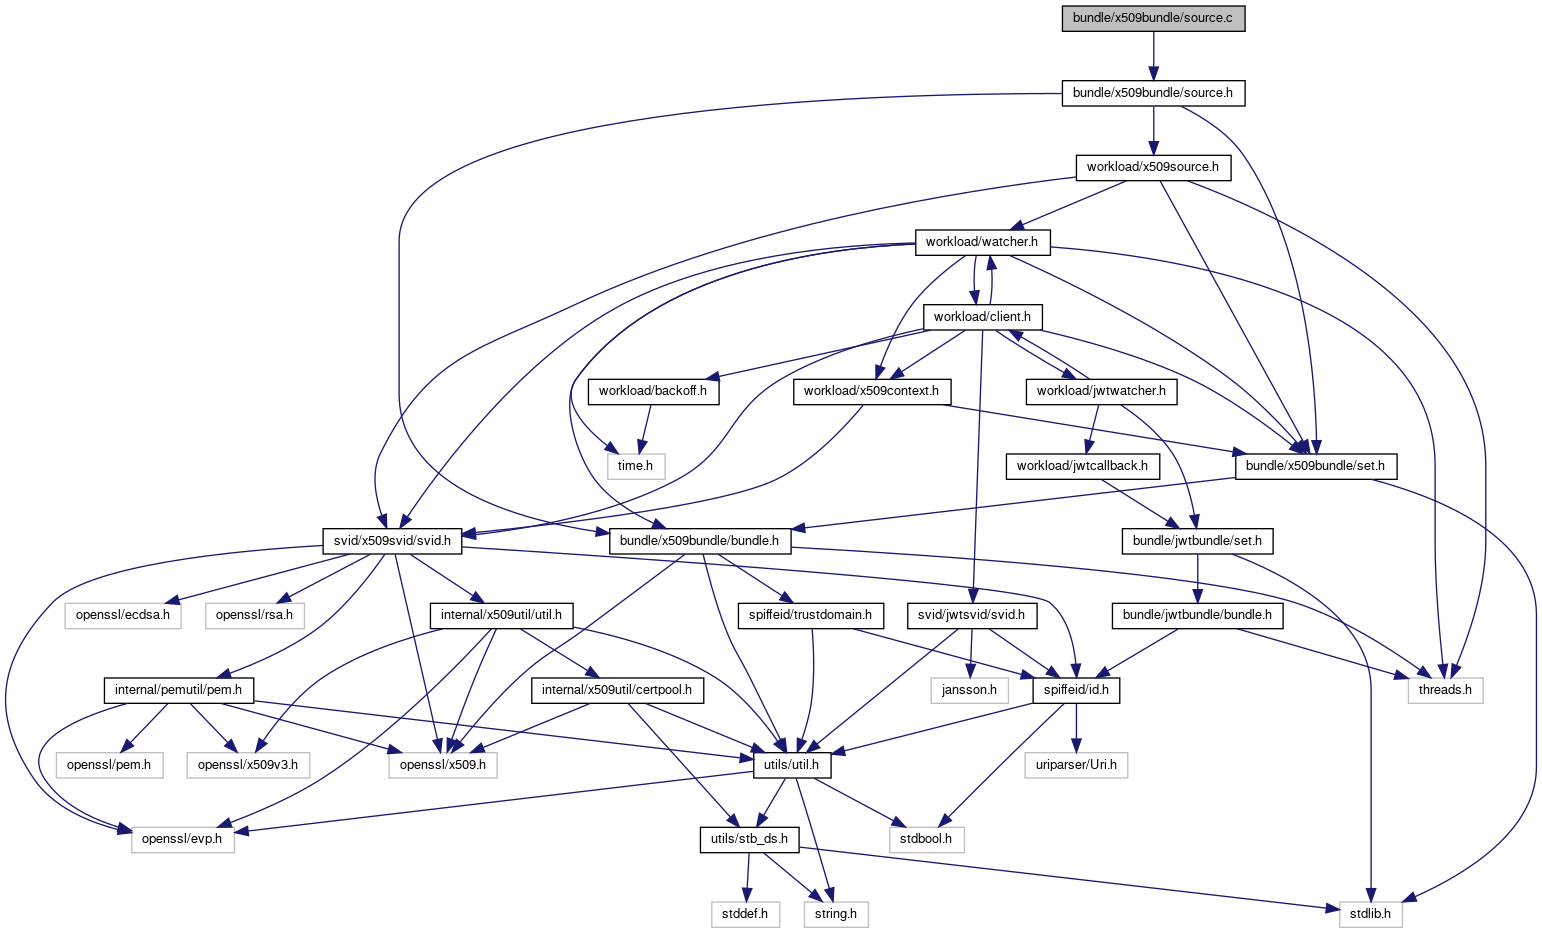 bundle/x509bundle/source.c
bundle/x509bundle/source.h
workload/x509source.h
workload/watcher.h
workload/client.h
workload/backoff.h
workload/x509context.h
workload/jwtwatcher.h
time.h
workload/jwtcallback.h
bundle/x509bundle/set.h
svid/x509svid/svid.h
bundle/x509bundle/bundle.h
bundle/jwtbundle/set.h
openssl/ecdsa.h
openssl/rsa.h
internal/x509util/util.h
spiffeid/trustdomain.h
svid/jwtsvid/svid.h
bundle/jwtbundle/bundle.h
internal/pemutil/pem.h
internal/x509util/certpool.h
jansson.h
spiffeid/id.h
threads.h
openssl/pem.h
openssl/x509v3.h
openssl/x509.h
utils/util.h
uriparser/Uri.h
openssl/evp.h
utils/stb_ds.h
stdbool.h
stddef.h
string.h
stdlib.h